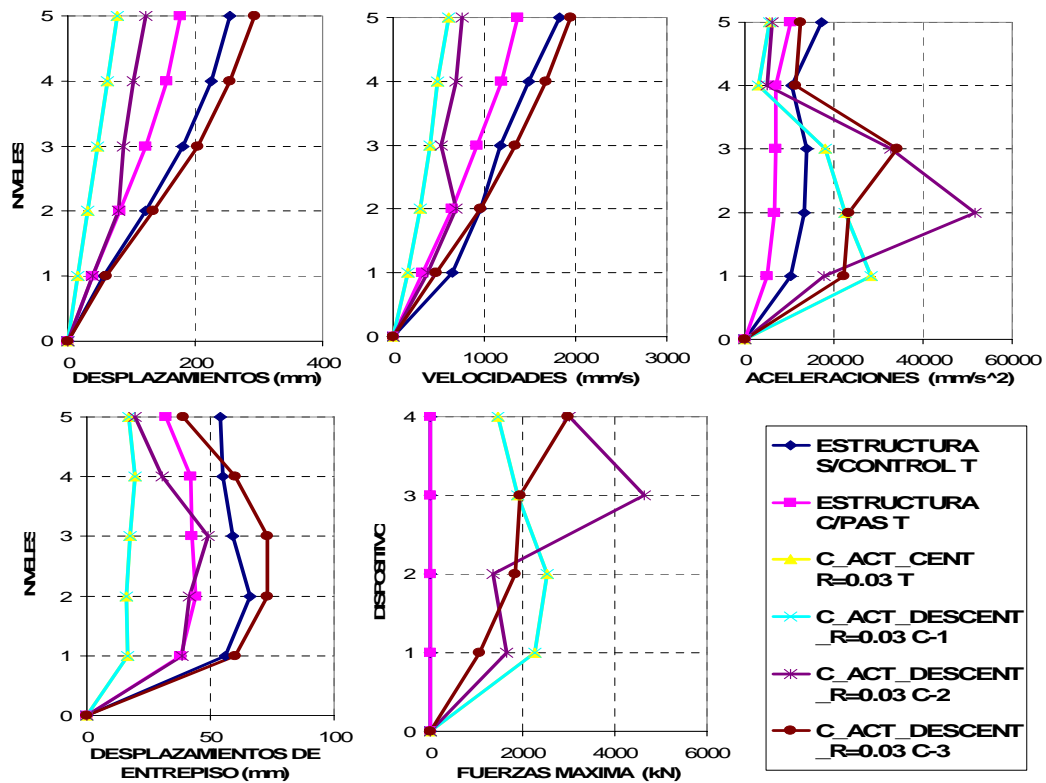 NIVELES
5
4
3
2
1
0
0 200 400
DESPLAZAMIENTOS (mm)
5
4
3
2
1
0
0 1000 2000 3000
VELOCIDADES (mm/s)
5
4
3
2
1
0
0 20000 40000 60000
ACELERACIONES (mm/s^2)
NIVELES
5
4
3
2
1
0
0 50 100
DESPLAZAMIENTOS DE
ENTREPISO (mm)
DISPOSITIVO
4
3
2
1
0
0 2000 4000 6000
FUERZAS MAXIMA (kN)
ESTRUCTURA
S/CONTROL T
ESTRUCTURA
C/PAS T
C_ACT_CENT
R=0.03 T
C_ACT_DESCENT
_R=0.03 C-1
C_ACT_DESCENT
_R=0.03 C-2
C_ACT_DESCENT
_R=0.03 C-3